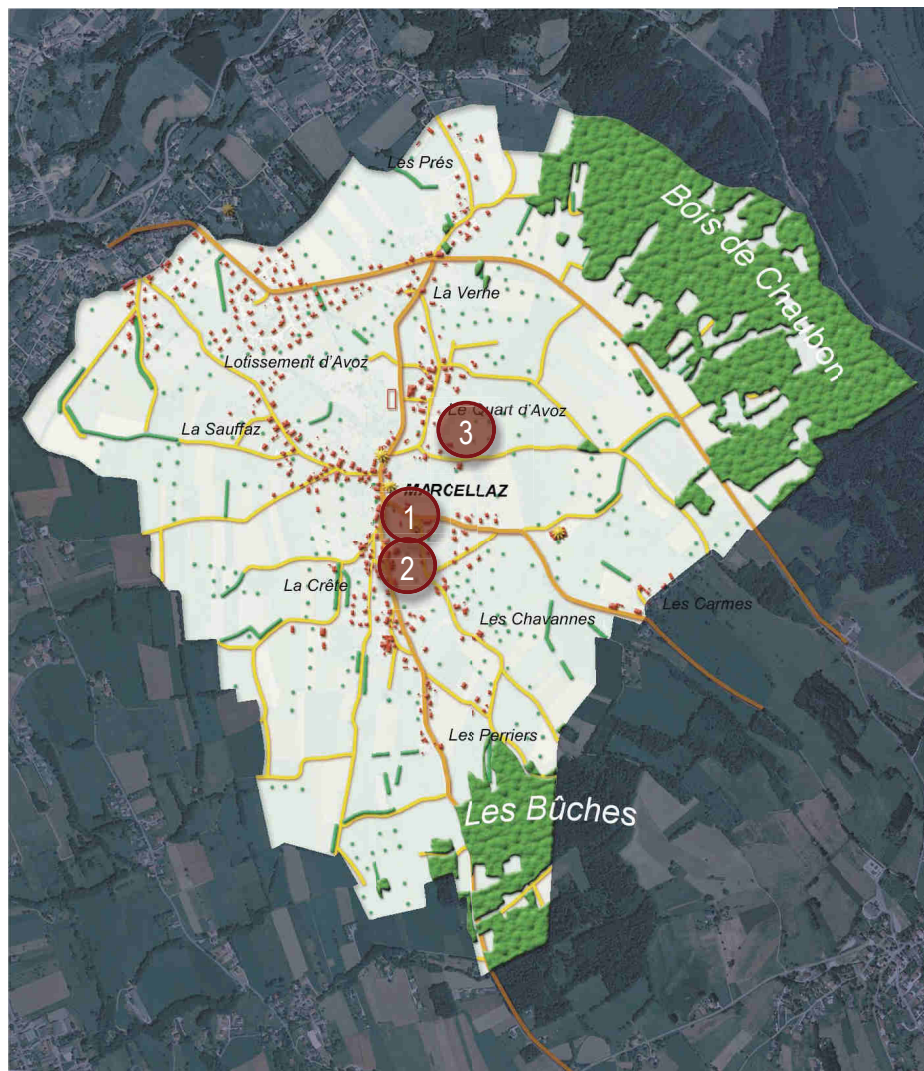 Les Prés
Bois de Chaubon
La Verne
Lotissement d'Avoz
Le Quart d'Avoz
3
La Sauffaz
MARCELLAZ
1
2
La Crête
Les Carmes
Les Chavannes
Les Perriers
Les Bûches